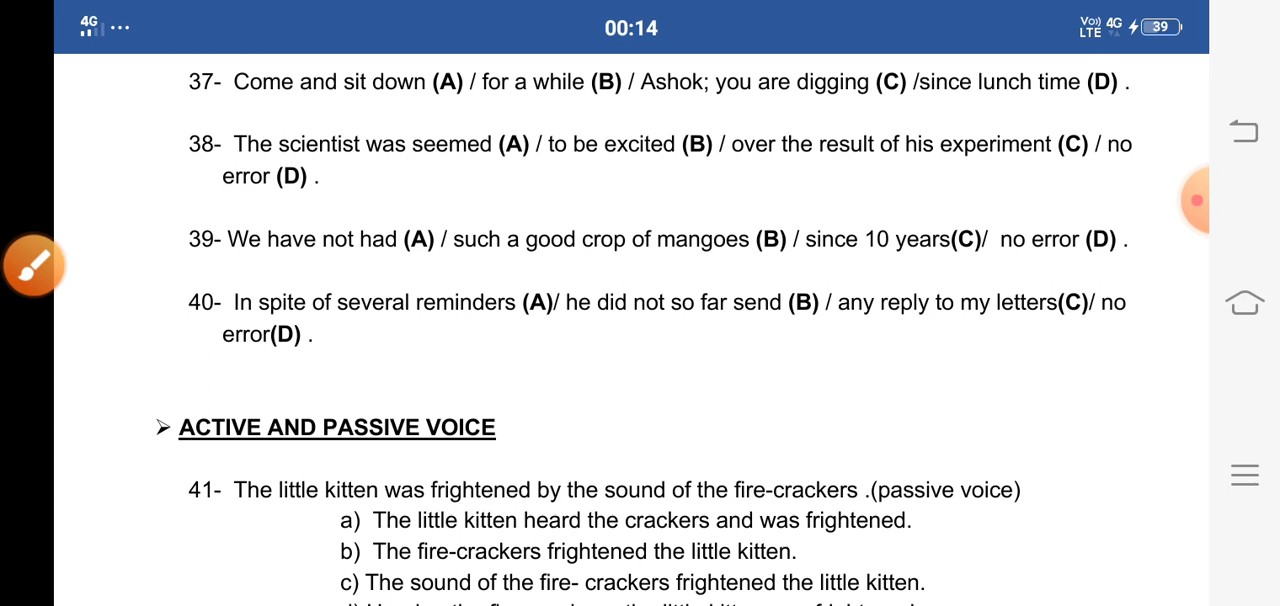 4G ... 00:14 Vo)) LTE 4G 39
37- Come and sit down (A) / for a while (B) / Ashok; you are digging (C) /since lunch time (D) .
38- The scientist was seemed (A) / to be excited (B) / over the result of his experiment (C) / no
error (D) .
39- We have not had (A) / such a good crop of mangoes (B) / since 10 years(C)/ no error (D) .
40- In spite of several reminders (A)/ he did not so far send (B) / any reply to my letters(C)/ no
error(D) .
➢ ACTIVE AND PASSIVE VOICE
41- The little kitten was frightened by the sound of the fire-crackers .(passive voice)
a) The little kitten heard the crackers and was frightened.
b) The fire-crackers frightened the little kitten.
c) The sound of the fire- crackers frightened the little kitten.